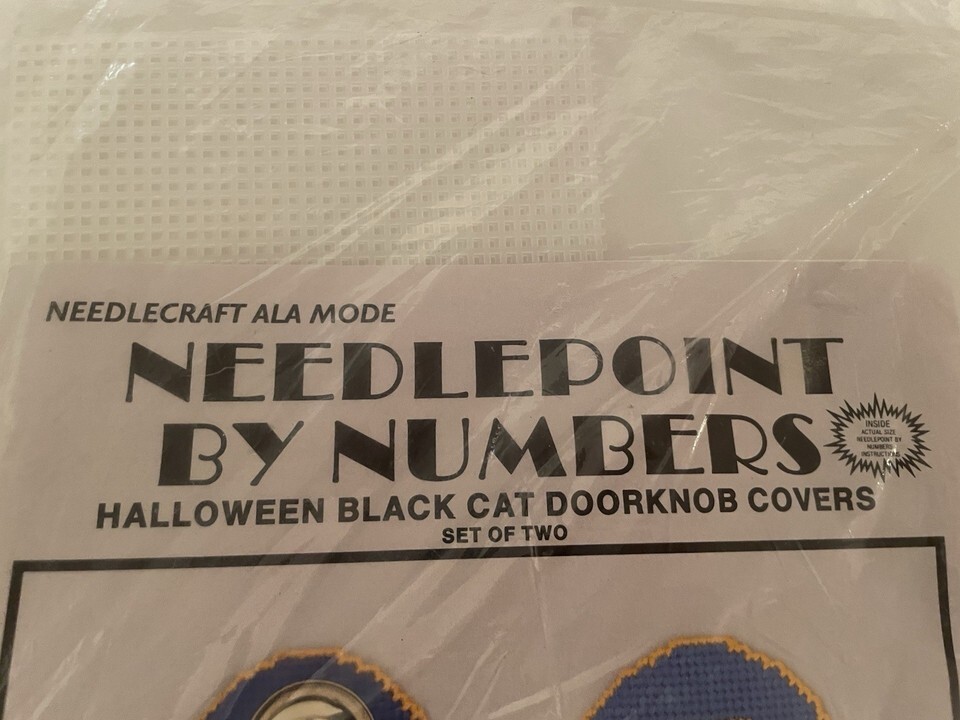 NEEDLECRAFT ALA MODE
NEEDLEPOINT
BY NUMBERS
INSIDE
ACTUAL SIZE
NEEDLEPOINT BY
NUMBERS
INSTRUCTIONS
HALLOWEEN BLACK CAT DOORKNOB COVERS
SET OF TWO